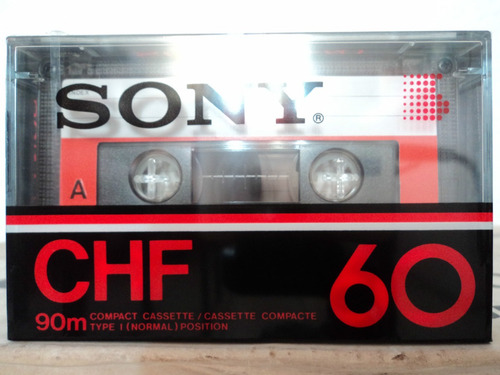 SONY®
A
CHF 60
90m COMPACT CASSETTE / CASSETTE COMPACTE
TYPE I (NORMAL) POSITION